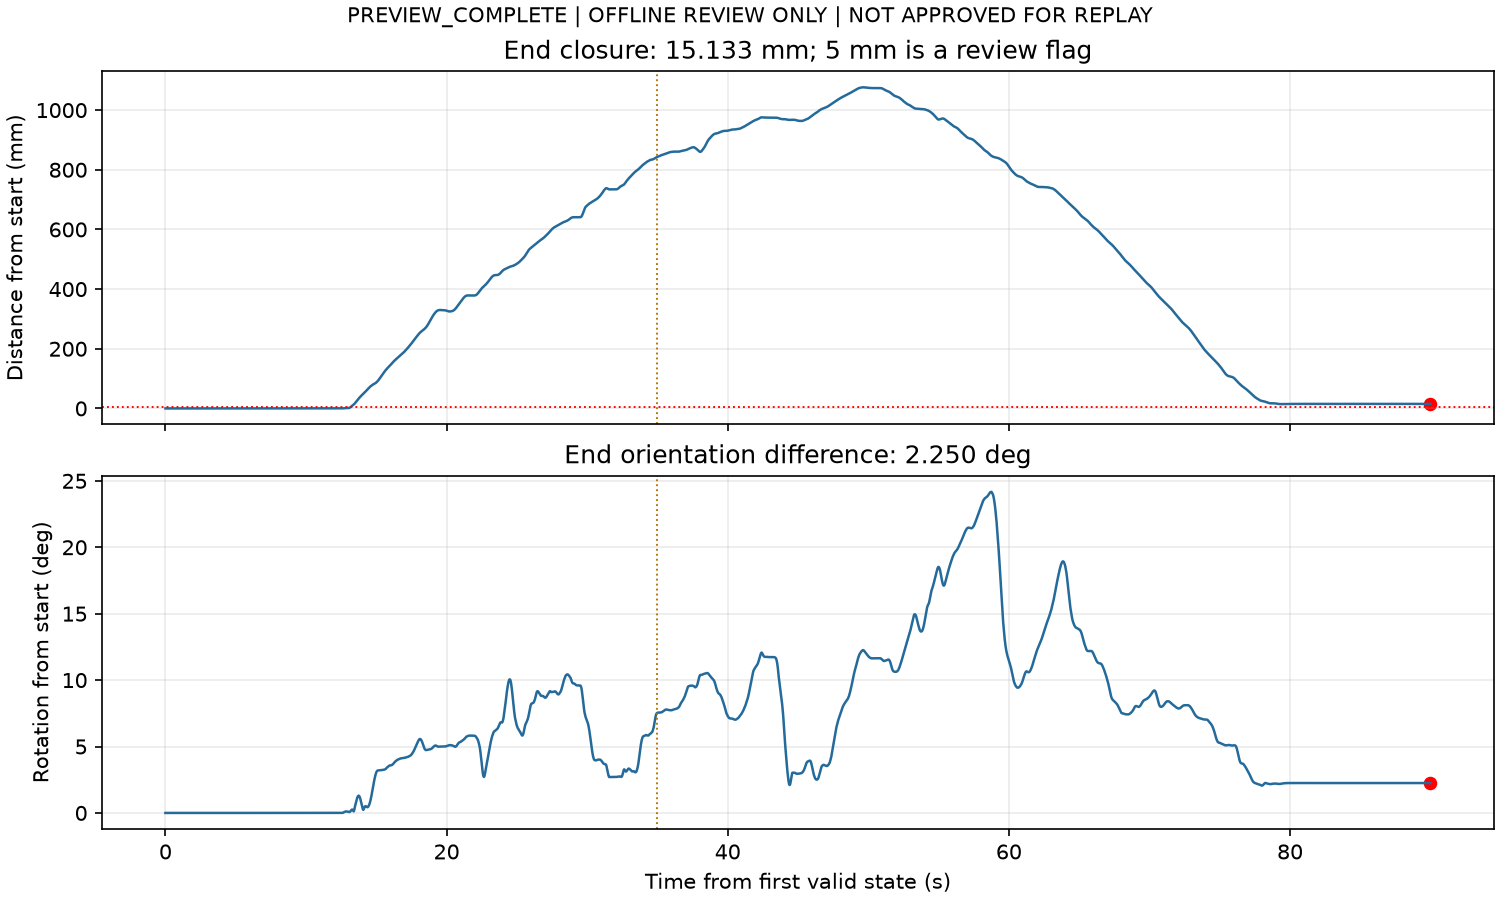 PREVIEW_COMPLETE | OFFLINE REVIEW ONLY | NOT APPROVED FOR REPLAY
End closure: 15.133 mm; 5 mm is a review flag
Distance from start (mm)
1000
800
600
400
200
0
End orientation difference: 2.250 deg
Rotation from start (deg)
25
20
15
10
5
0
0 20 40 60 80
Time from first valid state (s)